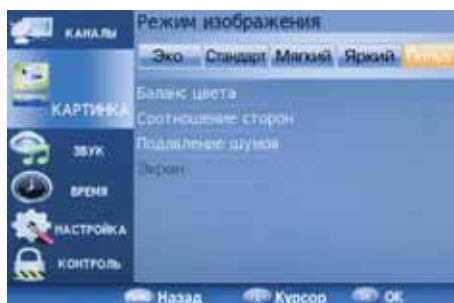 КАНАЛЫ
КАРТИНКА
ЗВУК
ВРЕМЯ
НАСТРОЙКА
КОНТРОЛЬ
Режим изображения
Эко Стандарт Мягкий Яркий
Баланс цвета
Соотношение сторон
Подавление шумов
Экран
Назад Курсор OK